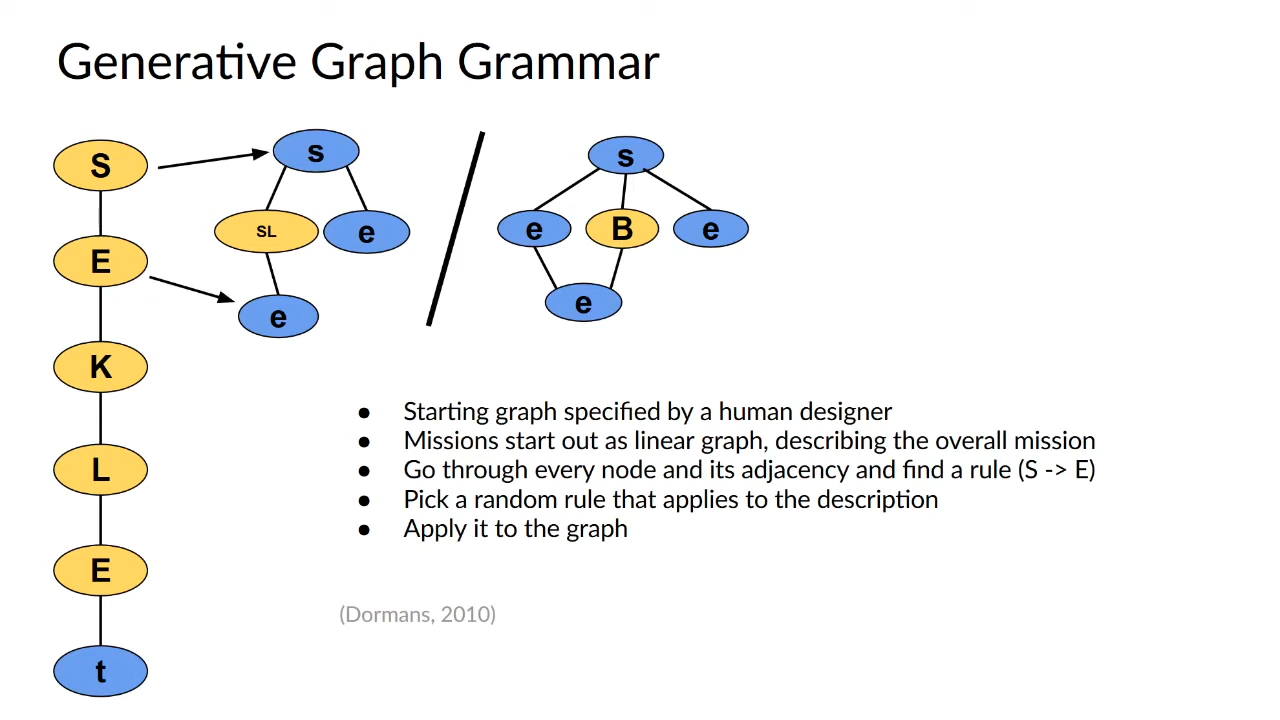 Generative Graph Grammar
S
E
K
L
E
t
s
SL
e
e
s
e
B
e
e
● Starting graph specified by a human designer
● Missions start out as linear graph, describing the overall mission
● Go through every node and its adjacency and find a rule (S -> E)
● Pick a random rule that applies to the description
● Apply it to the graph
(Dormans, 2010)